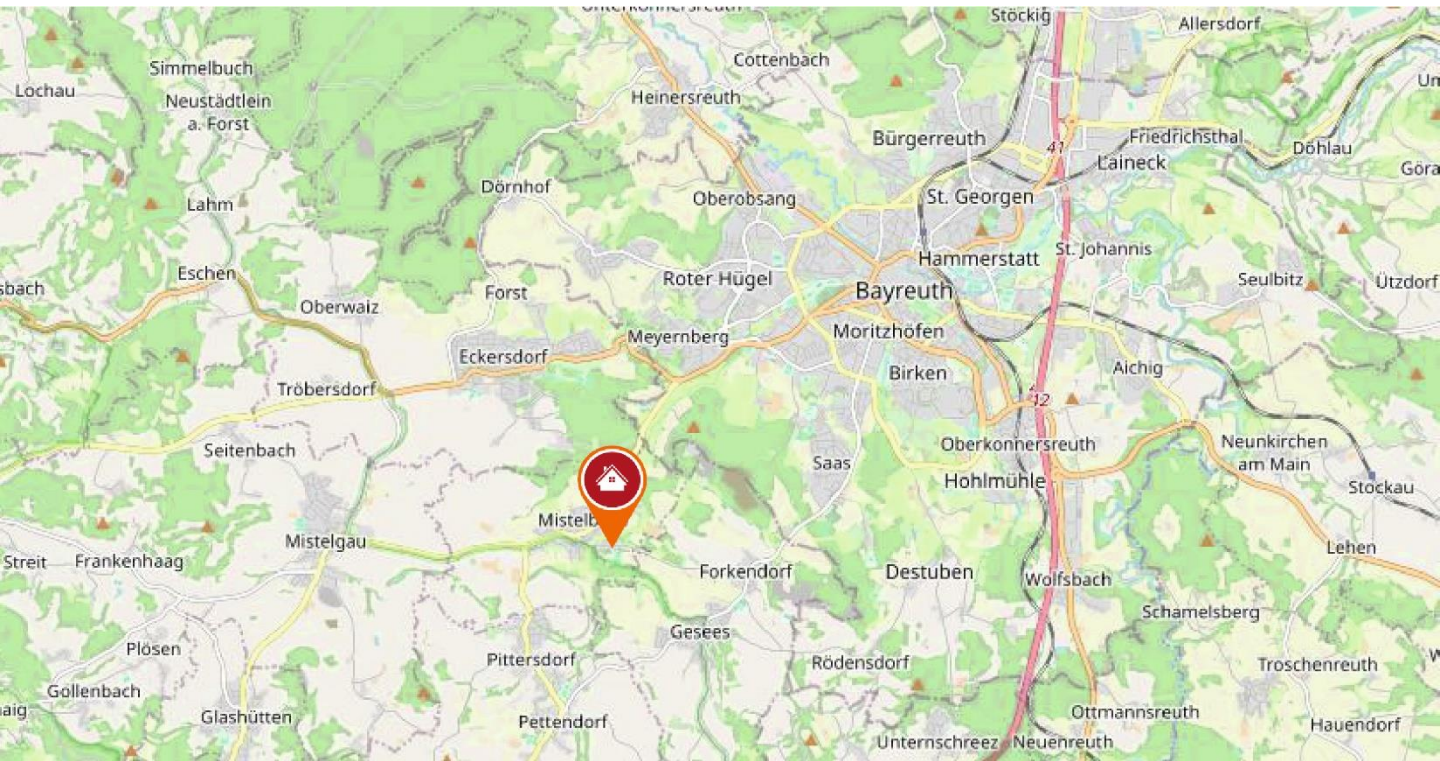 Stöckig
Allersdorf
Cottenbach
Simmelbuch
Lochau
Neustädtlein
a. Forst
Heinersreuth
Bürgerreuth
Friedrichsthal
Döhlau
41
Laineck
Dörnhof
Oberobsang
St. Georgen
Lahm
St. Johannis
Hammerstatt
Eschen
Roter Hügel
Seulbitz
Ützdorf
Bayreuth
Forst
Oberwaiz
Moritzhöfen
Meyernberg
Eckersdorf
Aichig
Birken
Tröbersdorf
12
Oberkonnersreuth
Neunkirchen
am Main
Seitenbach
Saas
Hohlmühle
Stockau
Mistelb
Mistelgau
Lehen
Streit
Frankenhaag
Forkendorf
Destuben
Wolfsbach
Schamelsberg
Gesees
Plösen
Pittersdorf
Rödensdorf
Troschenreuth
Gollenbach
Glashütten
Pettendorf
Ottmannsreuth
Hauendorf
Unternschreez
Neuenreuth